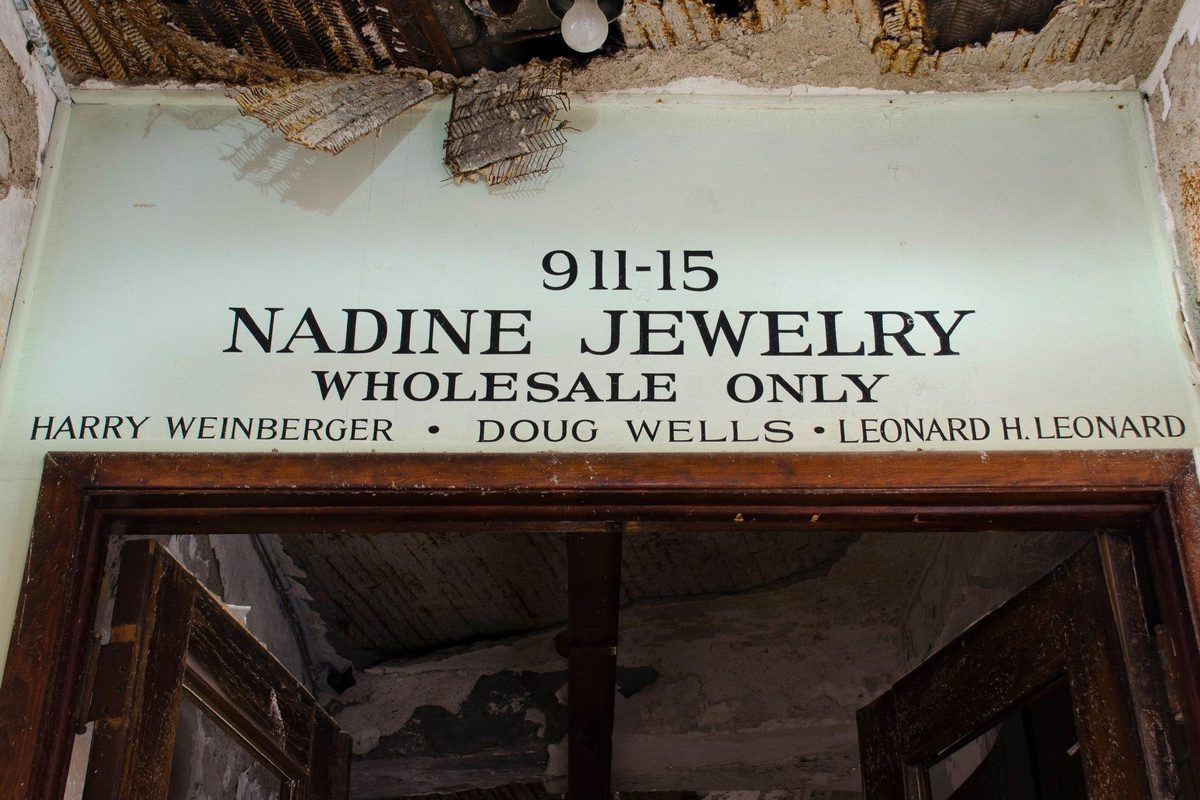 911-15
NADINE JEWELRY
WHOLESALE ONLY
HARRY WEINBERGER • DOUG WELLS • LEONARD H. LEONARD